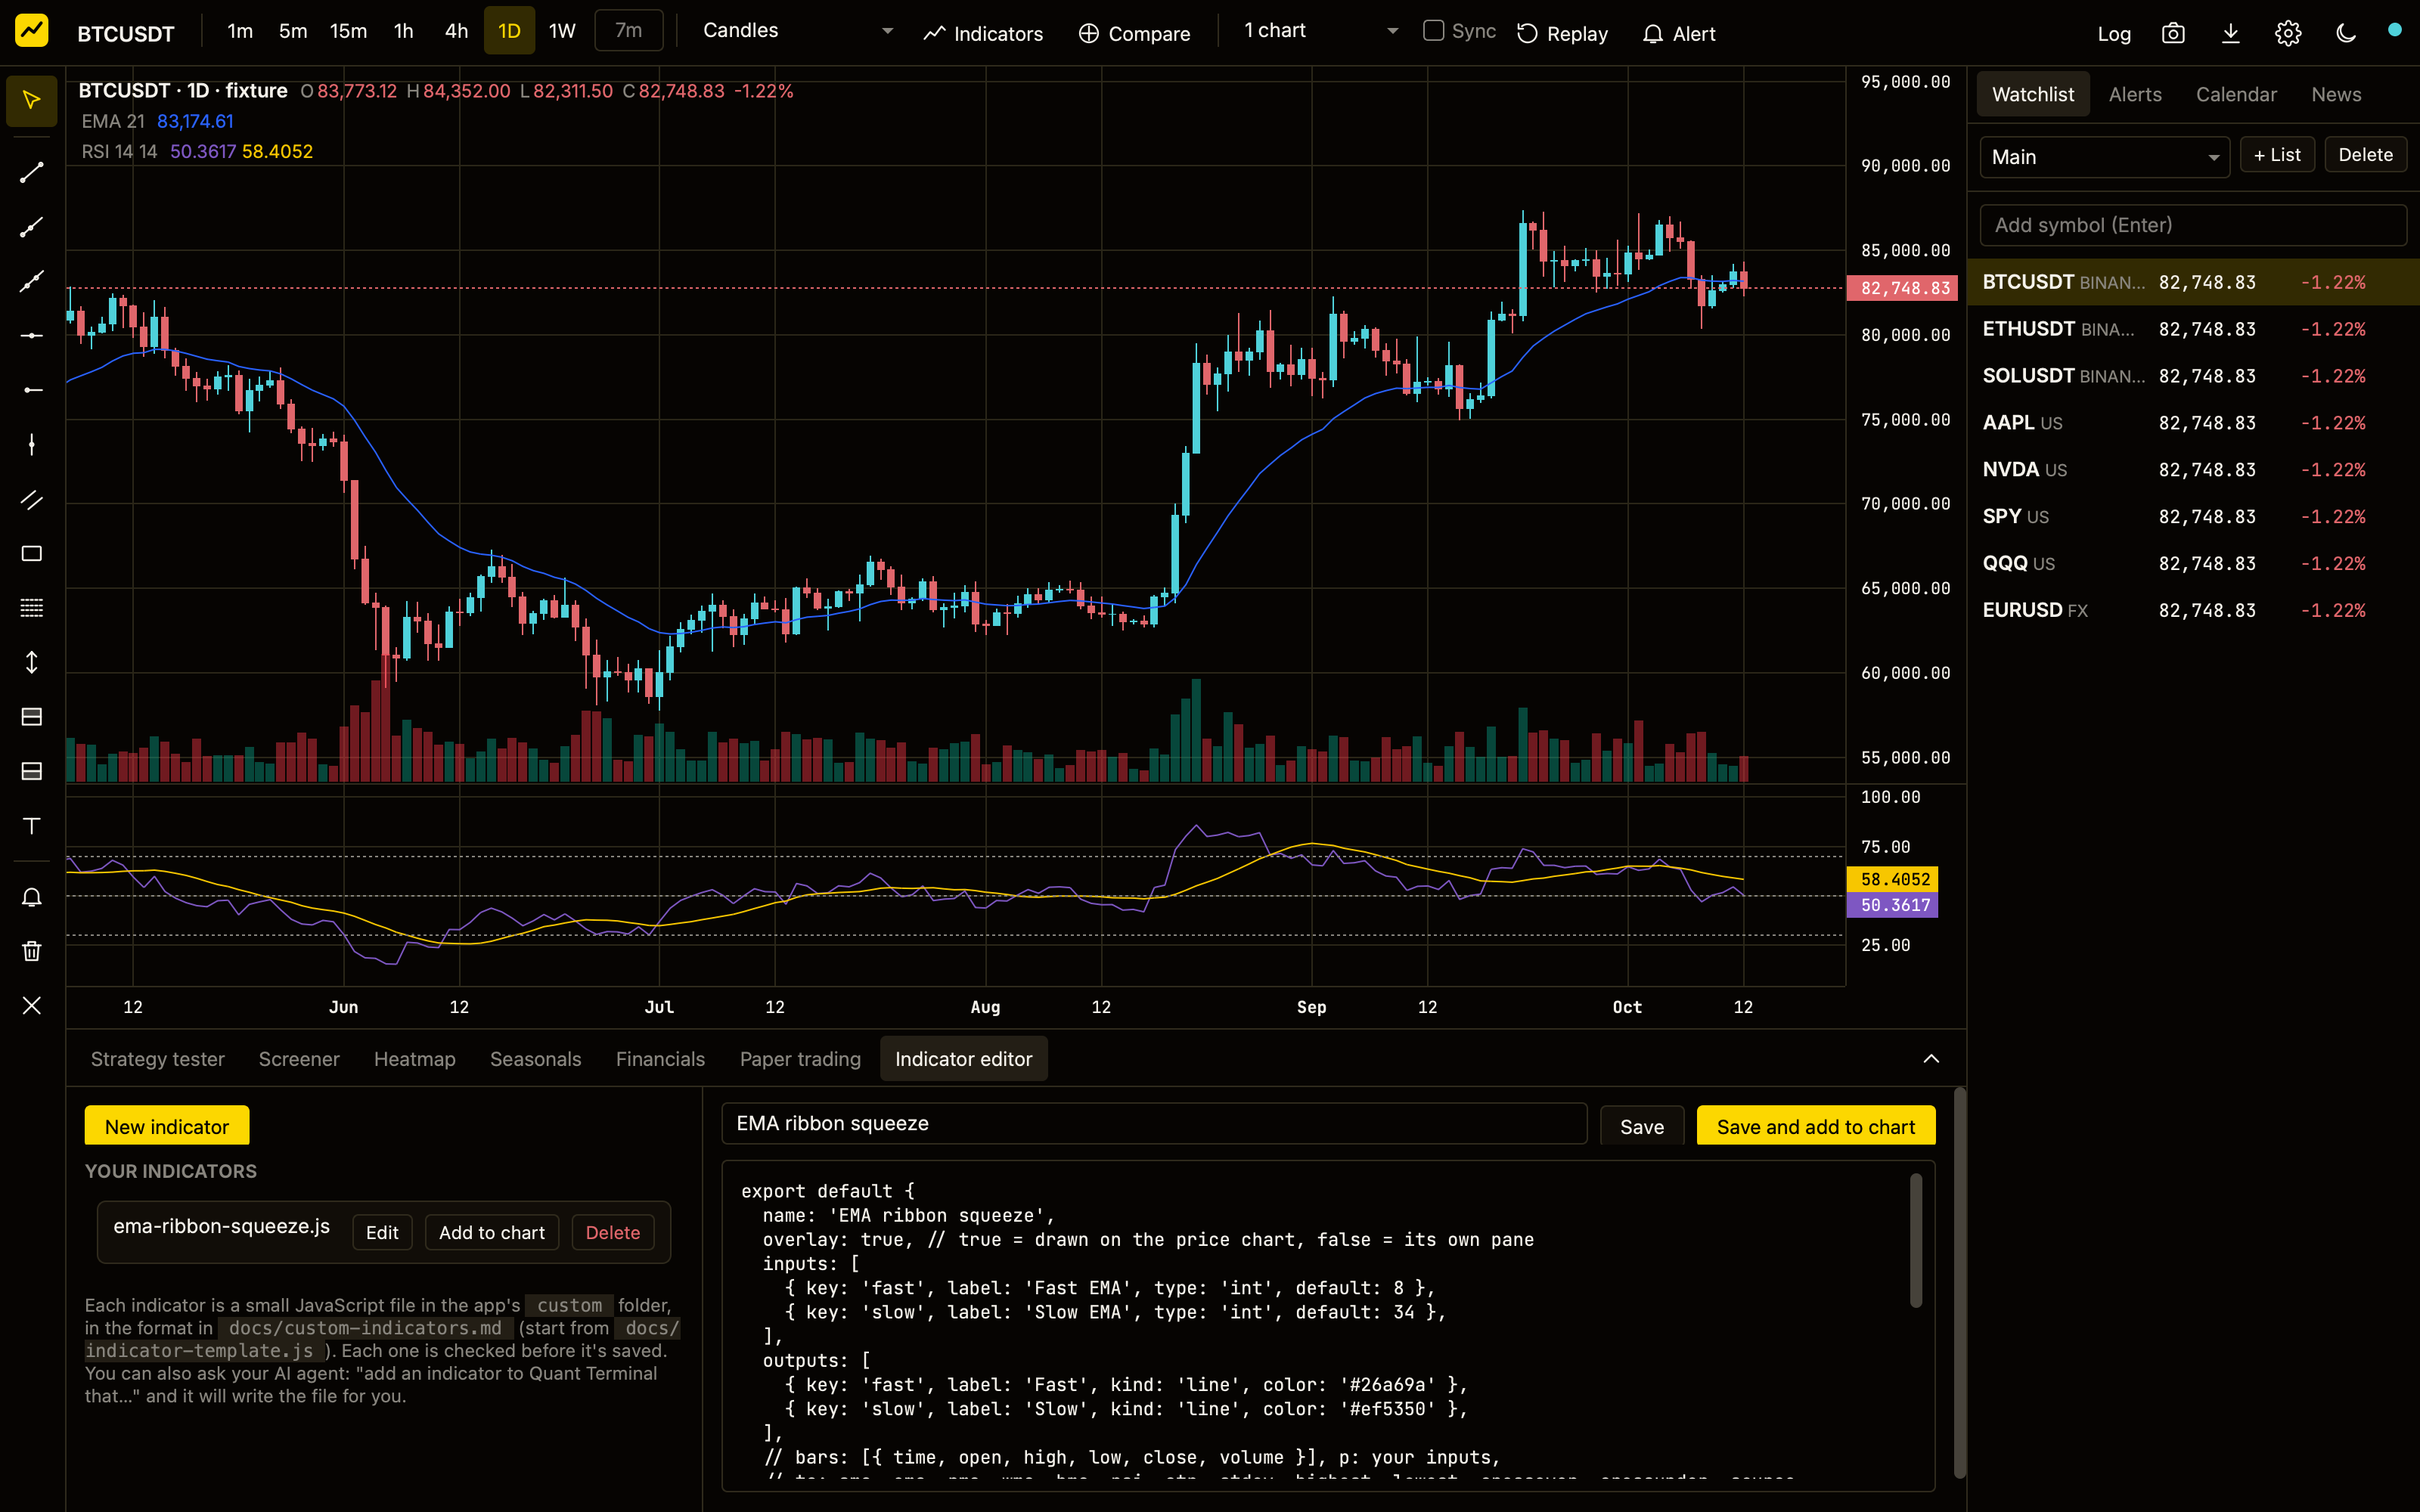 BTCUSDT 1m 5m 15m 1h 4h 1D 1W 7m Candles Indicators Compare 1 chart Sync Replay Alert Log
BTCUSDT · 1D · fixture O 83,773.12 H 84,352.00 L 82,311.50 C 82,748.83 -1.22%
EMA 21 83,174.61
RSI 14 14 50.3617 58.4052
95,000.00
90,000.00
85,000.00
82,748.83
80,000.00
75,000.00
70,000.00
65,000.00
60,000.00
55,000.00
100.00
75.00
58.4052
50.3617
25.00
12 Jun 12 Jul 12 Aug 12 Sep 12 Oct 12
Watchlist Alerts Calendar News
Main + List Delete
Add symbol (Enter)
BTCUSDT BINAN... 82,748.83 -1.22%
ETHUSDT BINA... 82,748.83 -1.22%
SOLUSDT BINAN... 82,748.83 -1.22%
AAPL US 82,748.83 -1.22%
NVDA US 82,748.83 -1.22%
SPY US 82,748.83 -1.22%
QQQ US 82,748.83 -1.22%
EURUSD FX 82,748.83 -1.22%
Strategy tester Screener Heatmap Seasonals Financials Paper trading Indicator editor
New indicator
YOUR INDICATORS
ema-ribbon-squeeze.js Edit Add to chart Delete
Each indicator is a small JavaScript file in the app's custom folder,
in the format in docs/custom-indicators.md (start from docs/
indicator-template.js ). Each one is checked before it's saved.
You can also ask your AI agent: "add an indicator to Quant Terminal
that..." and it will write the file for you.
EMA ribbon squeeze Save Save and add to chart
export default {
name: 'EMA ribbon squeeze',
overlay: true, // true = drawn on the price chart, false = its own pane
inputs: [
{ key: 'fast', label: 'Fast EMA', type: 'int', default: 8 },
{ key: 'slow', label: 'Slow EMA', type: 'int', default: 34 },
],
outputs: [
{ key: 'fast', label: 'Fast', kind: 'line', color: '#26a69a' },
{ key: 'slow', label: 'Slow', kind: 'line', color: '#ef5350' },
],
// bars: [{ time, open, high, low, close, volume }], p: your inputs,